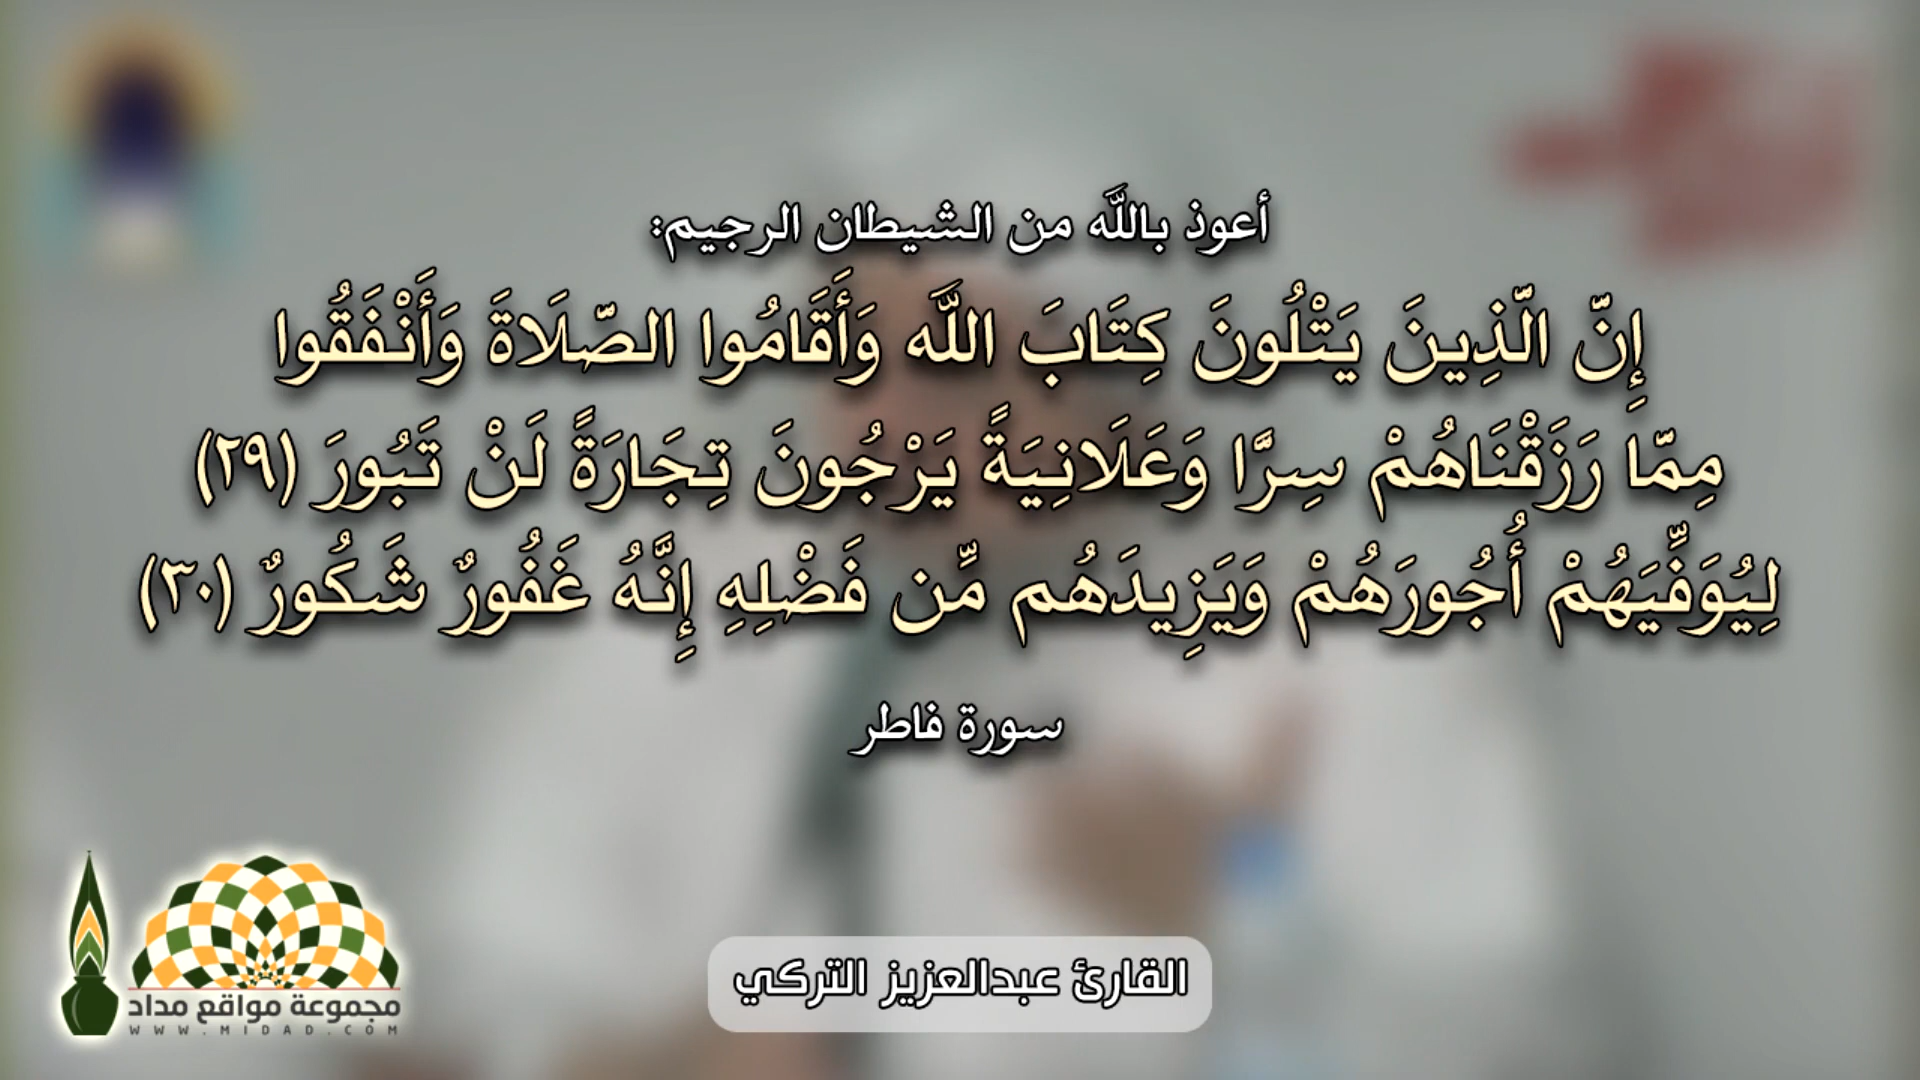 أعوذ باللَّه من الشيطان الرجيم:
إِنّ الّذِينَ يَتْلُونَ كِتَابَ اللَّه وَأَقَامُوا الصّلَاةَ وَأَنْفَقُوا
مِمّا رَزَقْنَاهُمْ سِرًّا وَعَلَانِيَةً يَرْجُونَ تِجَارَةً لَنْ تَبُورَ (٢٩)
لِيُوَفِّيَهُمْ أُجُورَهُمْ وَيَزِيدَهُم مِّن فَضْلِهِ إِنَّهُ غَفُورٌ شَكُورٌ (٣٠)
سورة فاطر
القارئ عبدالعزيز التركي
مجموعة مواقع مداد
WWW.MIDAD.COM